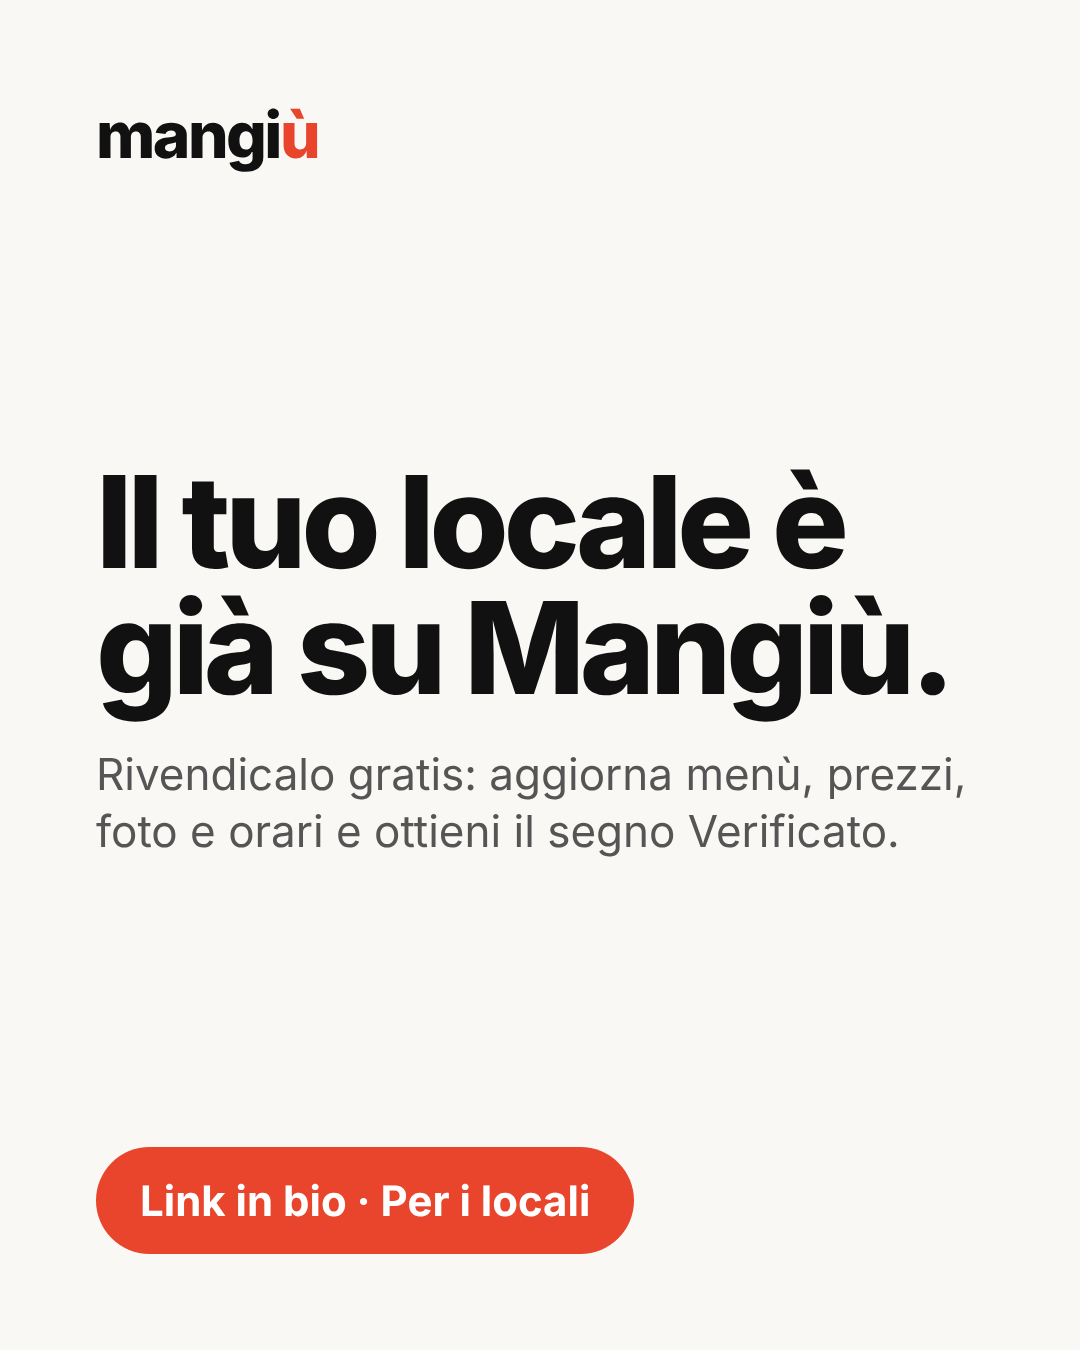 mangiù
Il tuo locale è
già su Mangiù.
Rivendicalo gratis: aggiorna menù, prezzi,
foto e orari e ottieni il segno Verificato.
Link in bio · Per i locali